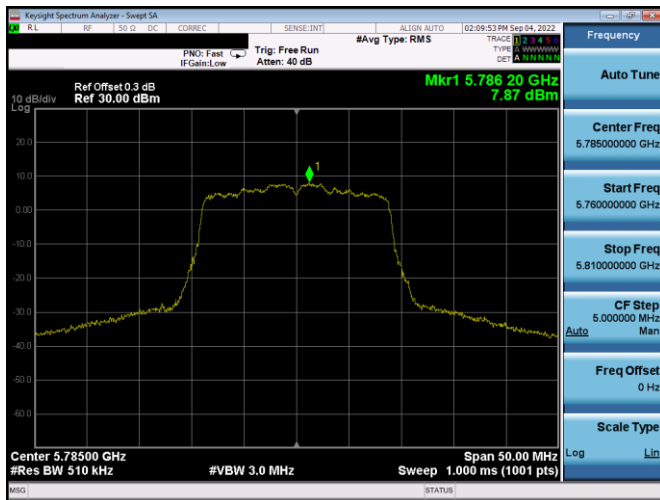 Keysight Spectrum Analyzer - Swept SA
RL RF 50 Ω DC CORREC SENSE:INT ALIGN AUTO 02:09:53 PM Sep 04, 2022
#Avg Type: RMS
TRACE 1 2 3 4 5 6
TYPE A WWWWW
DET A N N N N N
PNO: Fast
IFGain:Low
Trig: Free Run
Atten: 40 dB
Mkr1 5.786 20 GHz
7.87 dBm
Ref Offset 0.3 dB
Ref 30.00 dBm
10 dB/div
Log
20.0
10.0
0.00
-10.0
-20.0
-30.0
-40.0
-50.0
-60.0
1
Center 5.78500 GHz
Span 50.00 MHz
#Res BW 510 kHz
#VBW 3.0 MHz
Sweep 1.000 ms (1001 pts)
MSG
STATUS
Frequency
Auto Tune
Center Freq
5.785000000 GHz
Start Freq
5.760000000 GHz
Stop Freq
5.810000000 GHz
CF Step
5.000000 MHz
Auto Man
Freq Offset
0 Hz
Scale Type
Log Lin